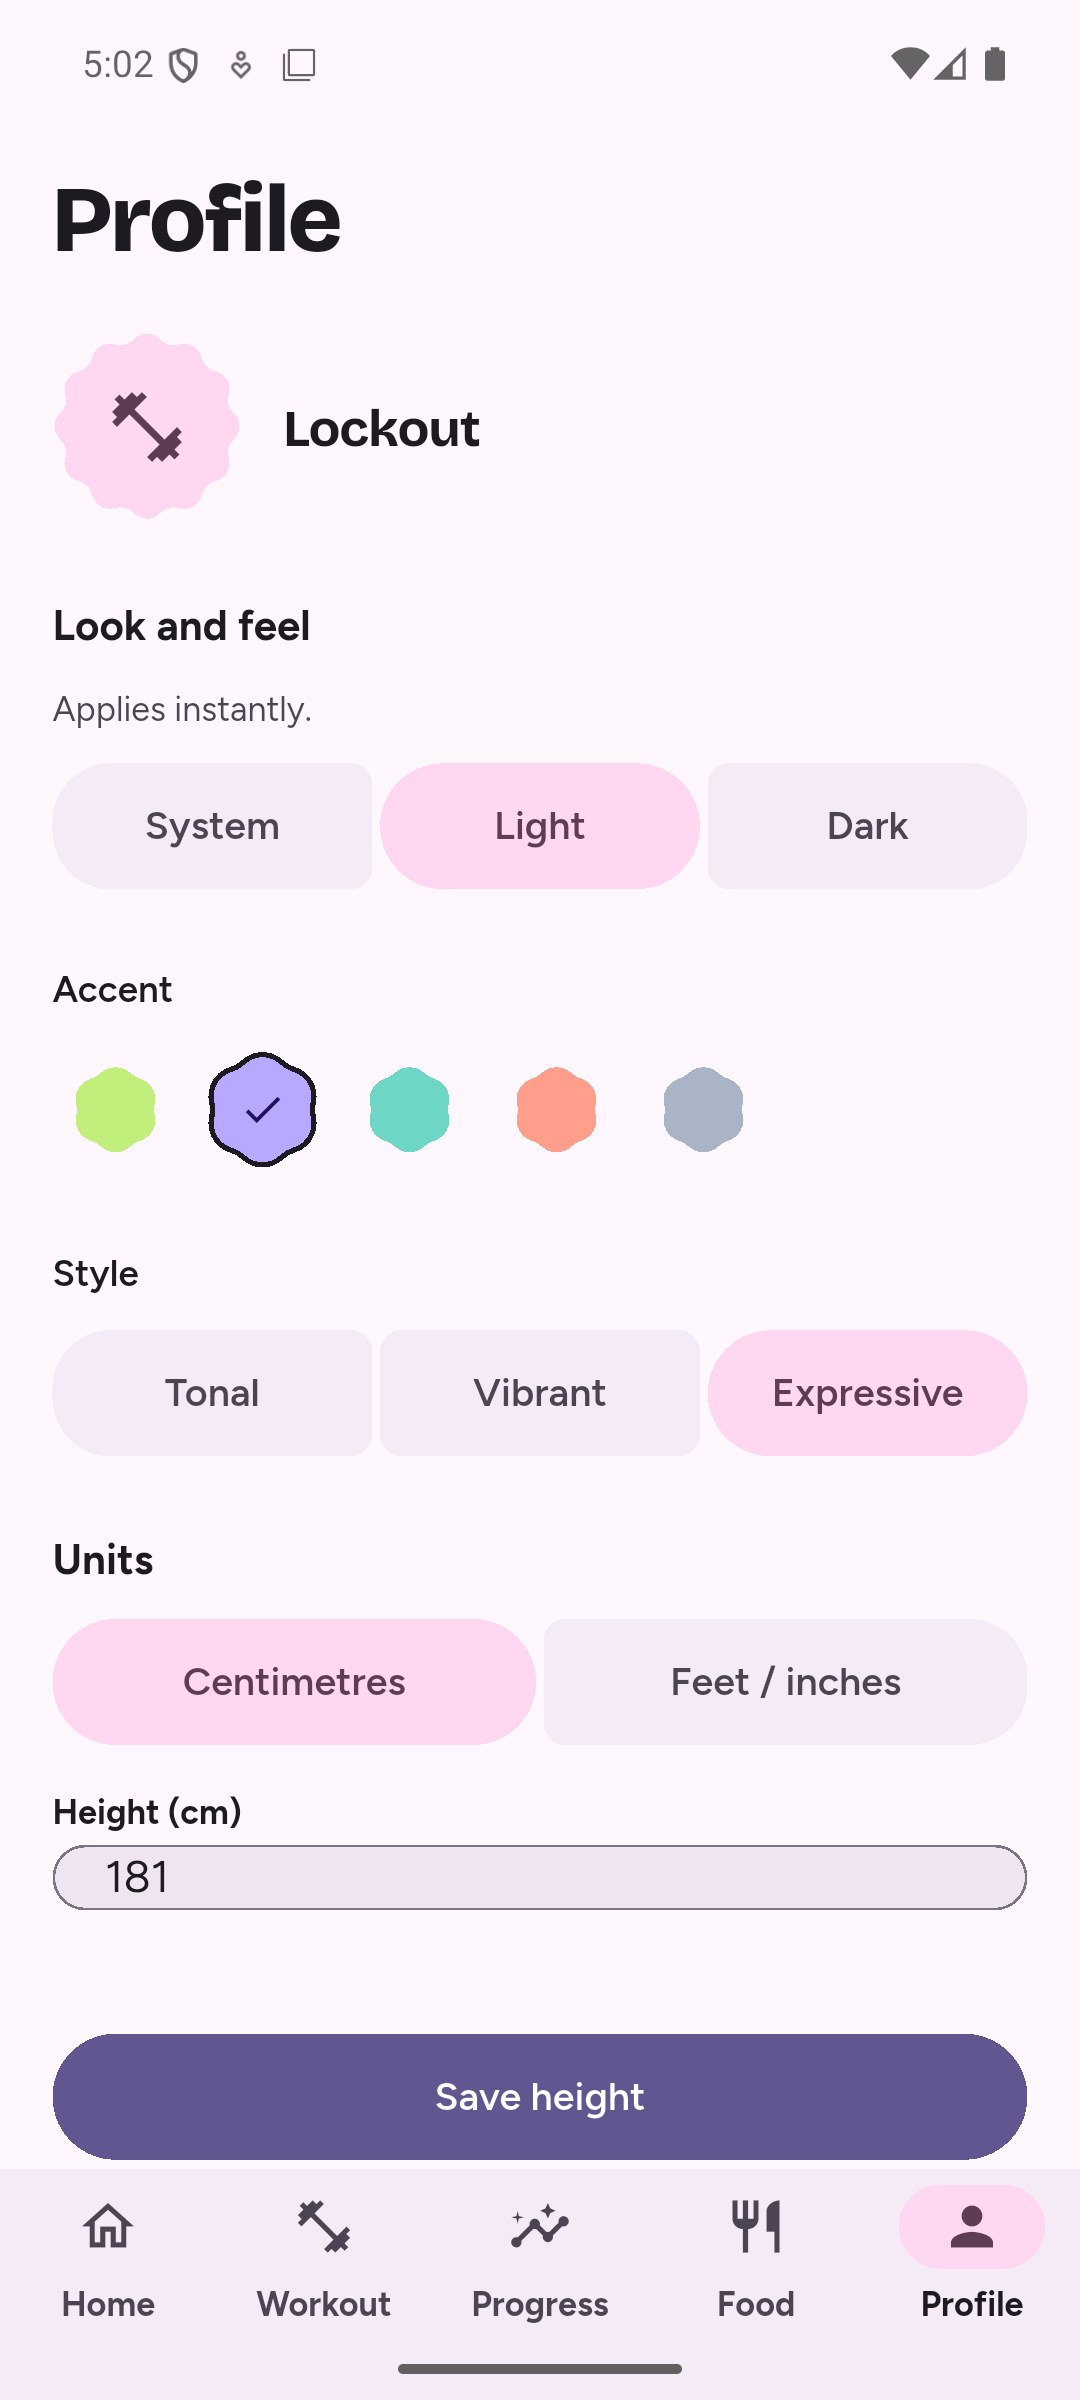 5:02
Profile
Lockout
Look and feel
Applies instantly.
System Light Dark
Accent
Style
Tonal Vibrant Expressive
Units
Centimetres Feet / inches
Height (cm)
181
Save height
Home Workout Progress Food Profile